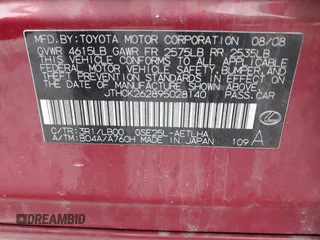 MFD. BY: TOYOTA MOTOR CORPORATION 08/08
GVWR 4615LB GAWR FR 2575LB RR 2535LB
THIS VEHICLE CONFORMS TO ALL APPLICABLE
FEDERAL MOTOR VEHICLE SAFETY, BUMPER, AND
THEFT PREVENTION STANDARDS IN EFFECT ON
THE DATE OF MANUFACTURE SHOWN ABOVE.
JTHCK262895028140 PASS. CAR
C/TR: 3R1/LB00 GSE25L-AETLHA
A/TM: B04A/A760H MADE IN JAPAN 109 A
DREAMBID